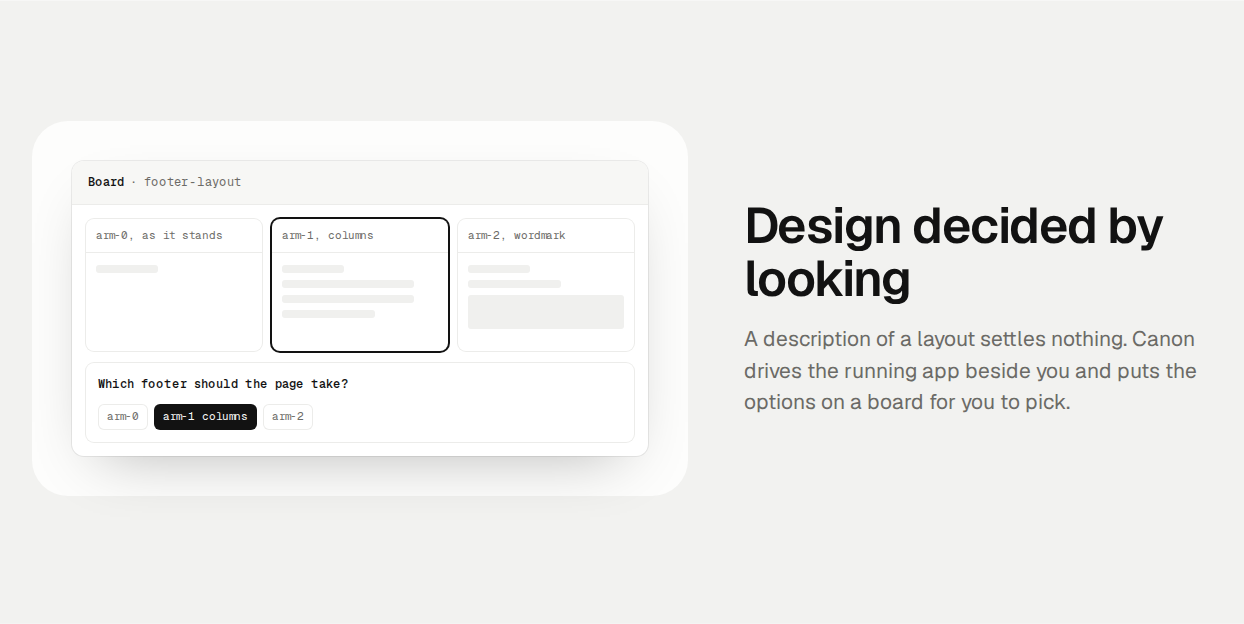 Board · footer-layout
arm-0, as it stands
arm-1, columns
arm-2, wordmark
Which footer should the page take?
arm-0
arm-1 columns
arm-2
Design decided by
looking
A description of a layout settles nothing. Canon
drives the running app beside you and puts the
options on a board for you to pick.